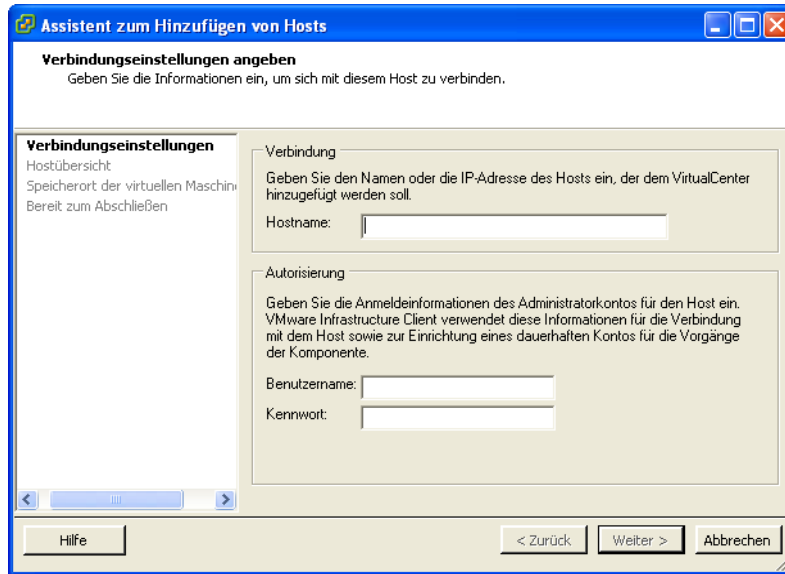 Assistent zum Hinzufügen von Hosts
Verbindungseinstellungen angeben
Geben Sie die Informationen ein, um sich mit diesem Host zu verbinden.
Verbindungseinstellungen
Hostübersicht
Speicherort der virtuellen Maschin
Bereit zum Abschließen
Verbindung
Geben Sie den Namen oder die IP-Adresse des Hosts ein, der dem VirtualCenter
hinzugefügt werden soll.
Hostname:
Autorisierung
Geben Sie die Anmeldeinformationen des Administratorkontos für den Host ein.
VMware Infrastructure Client verwendet diese Informationen für die Verbindung
mit dem Host sowie zur Einrichtung eines dauerhaften Kontos für die Vorgänge
der Komponente.
Benutzername:
Kennwort:
Hilfe
< Zurück
Weiter >
Abbrechen